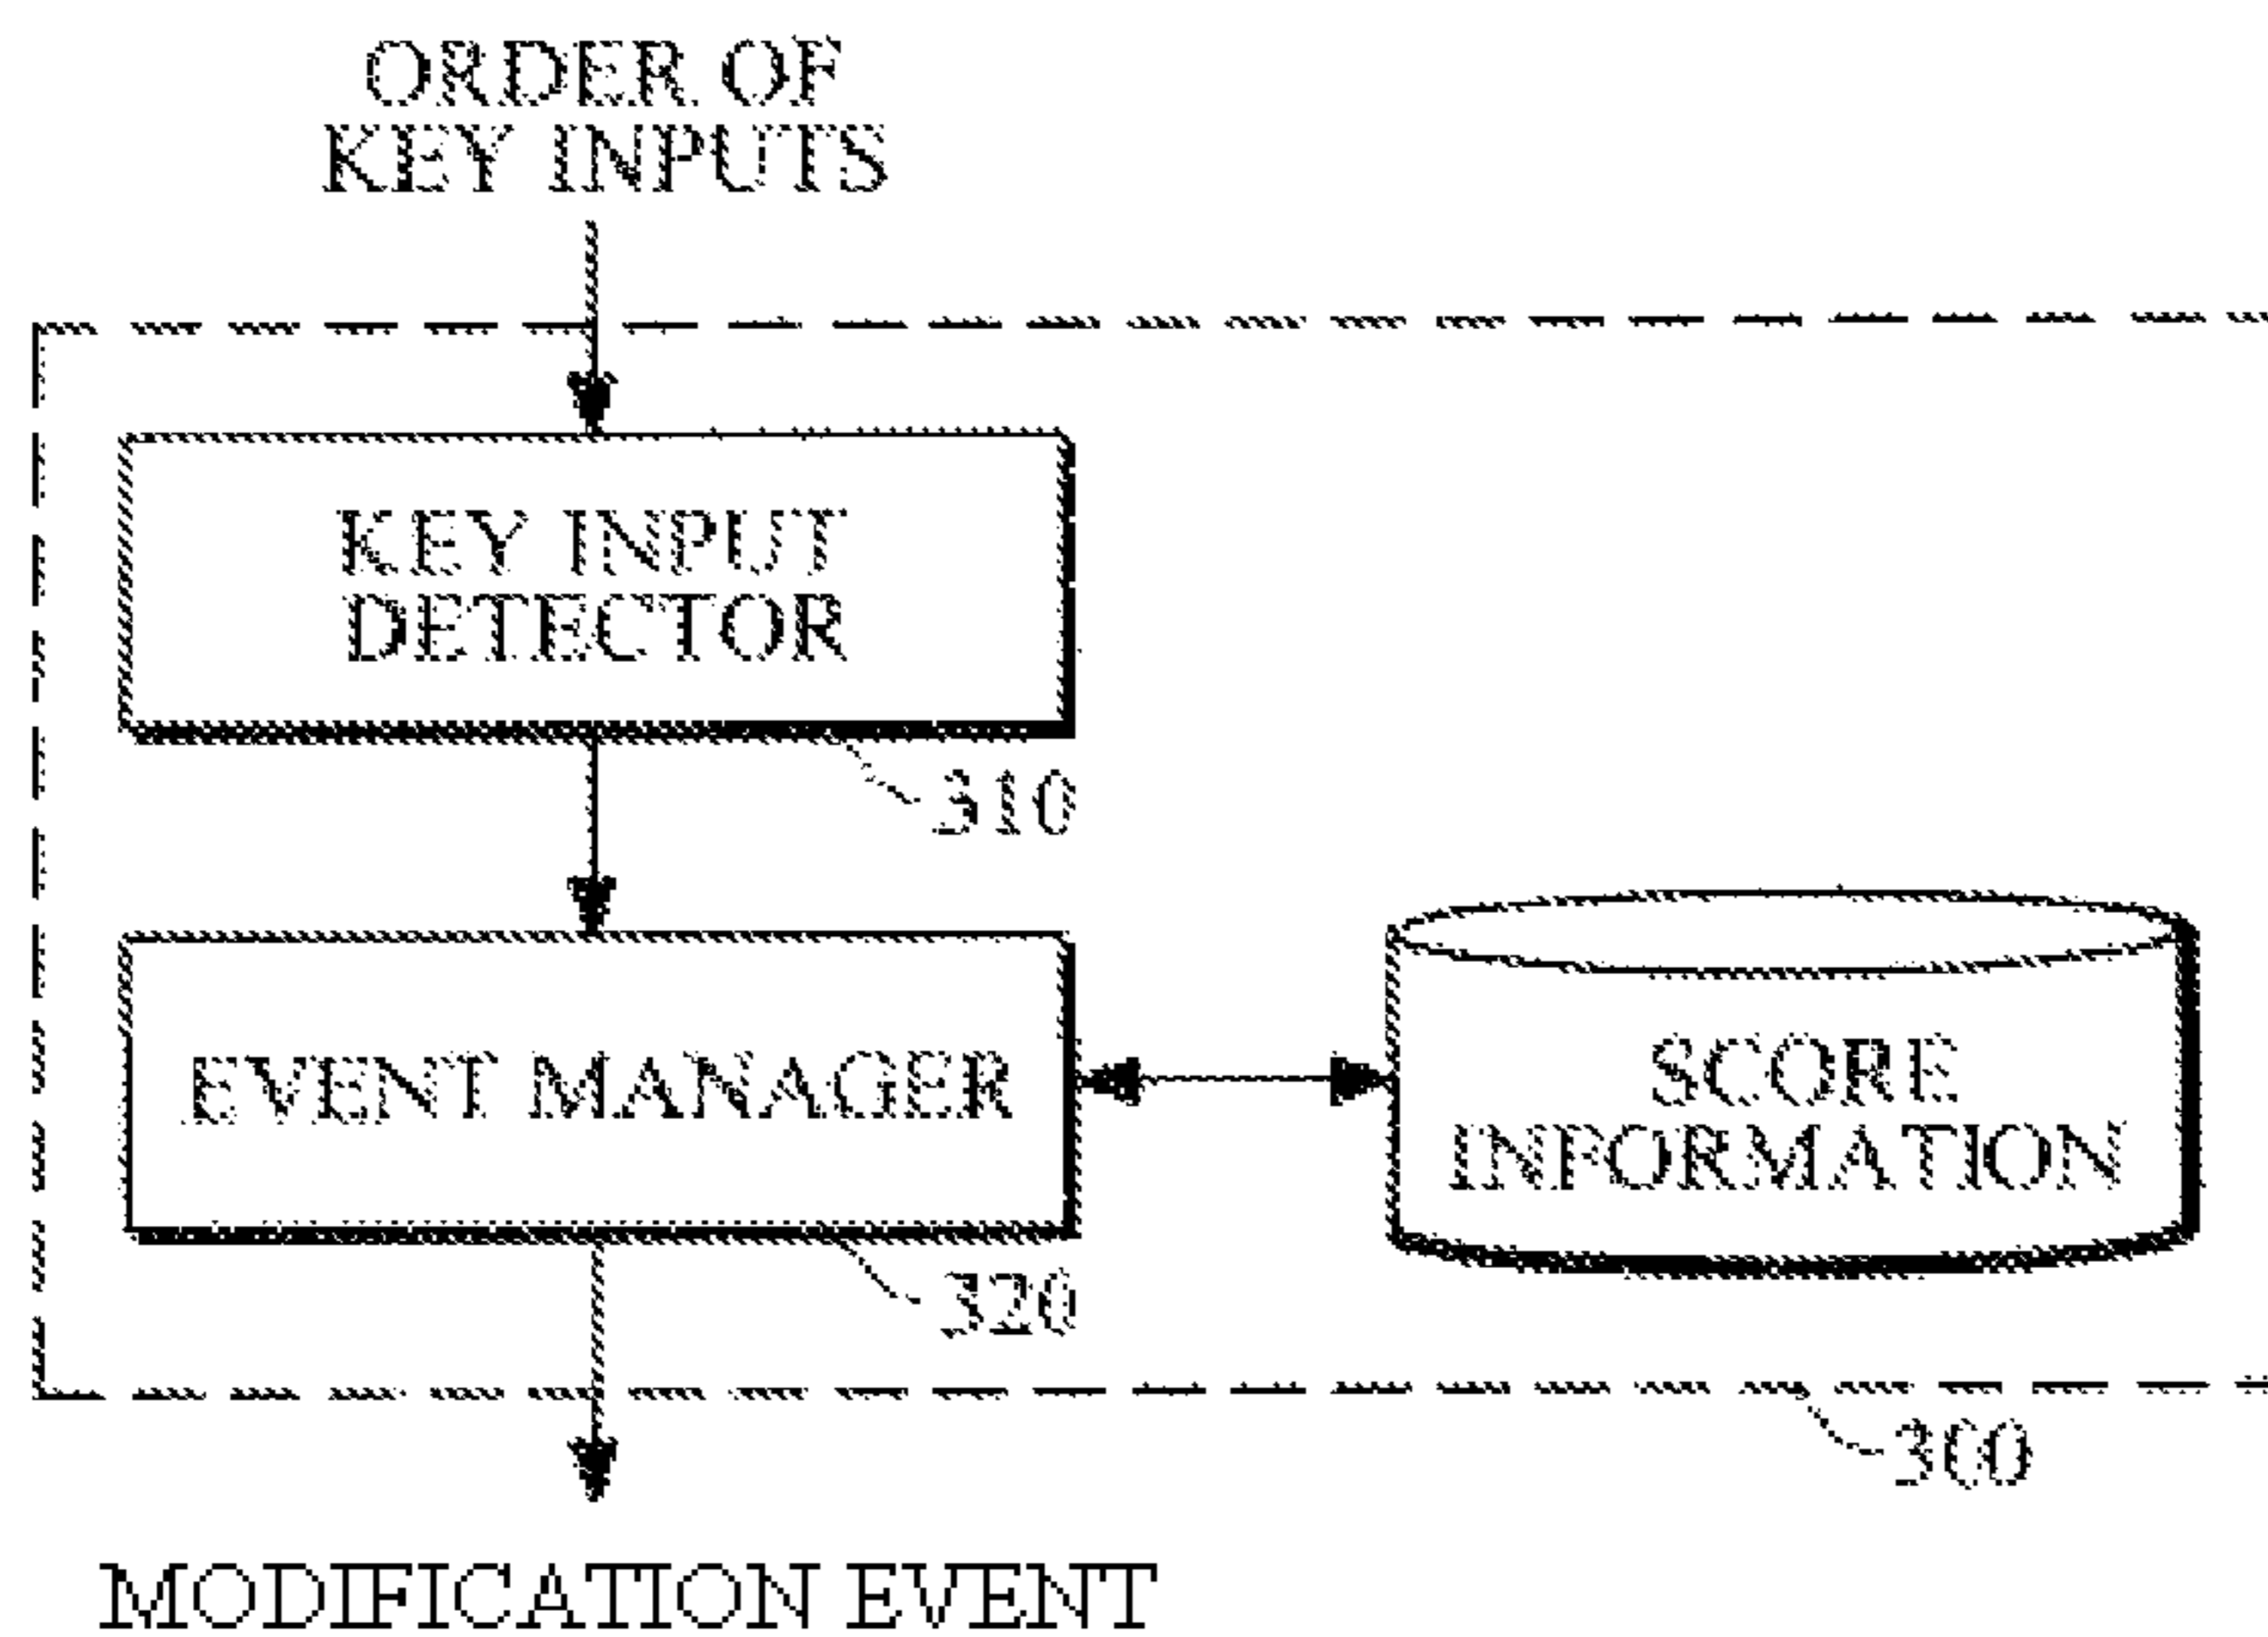 ORDER OF
KEY INPUTS
KEY INPUT
DETECTOR
310
EVENT MANAGER
SCORE
INFORMATION
320
300
MODIFICATION EVENT